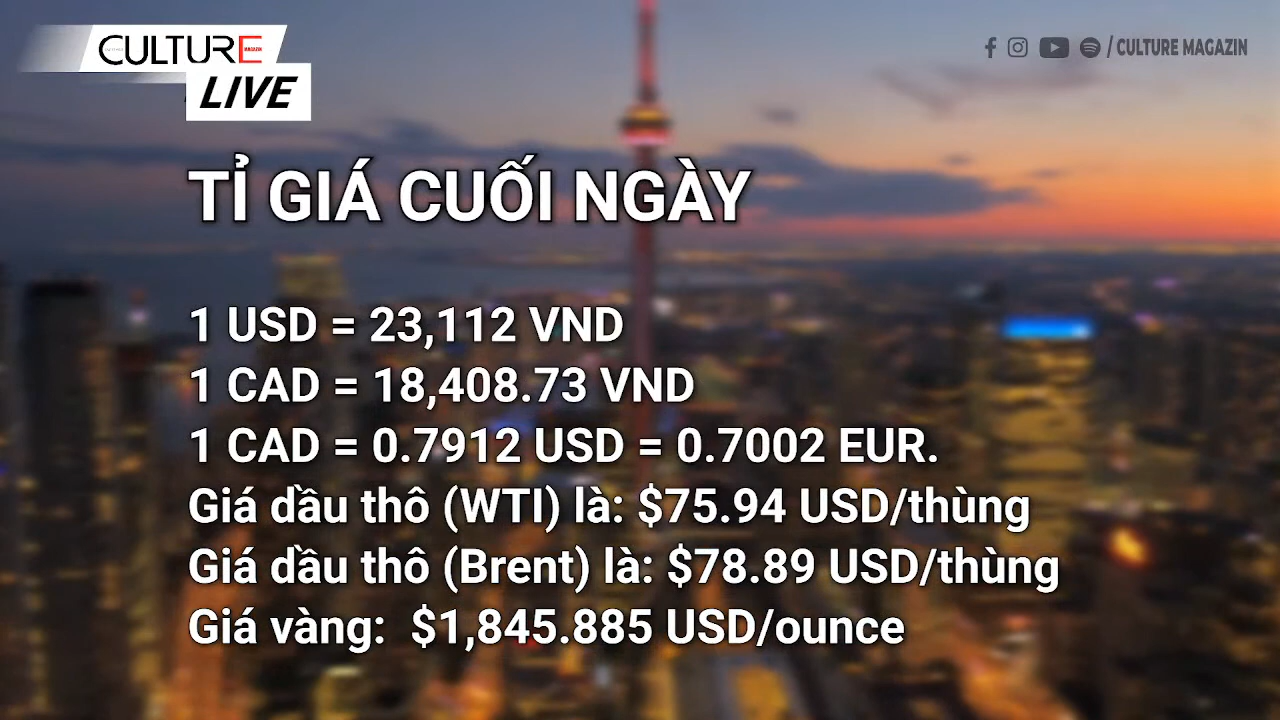 CULTURE MAGAZIN
LIVE
/ CULTURE MAGAZIN
TỈ GIÁ CUỐI NGÀY
1 USD = 23,112 VND
1 CAD = 18,408.73 VND
1 CAD = 0.7912 USD = 0.7002 EUR.
Giá dầu thô (WTI) là: $75.94 USD/thùng
Giá dầu thô (Brent) là: $78.89 USD/thùng
Giá vàng: $1,845.885 USD/ounce